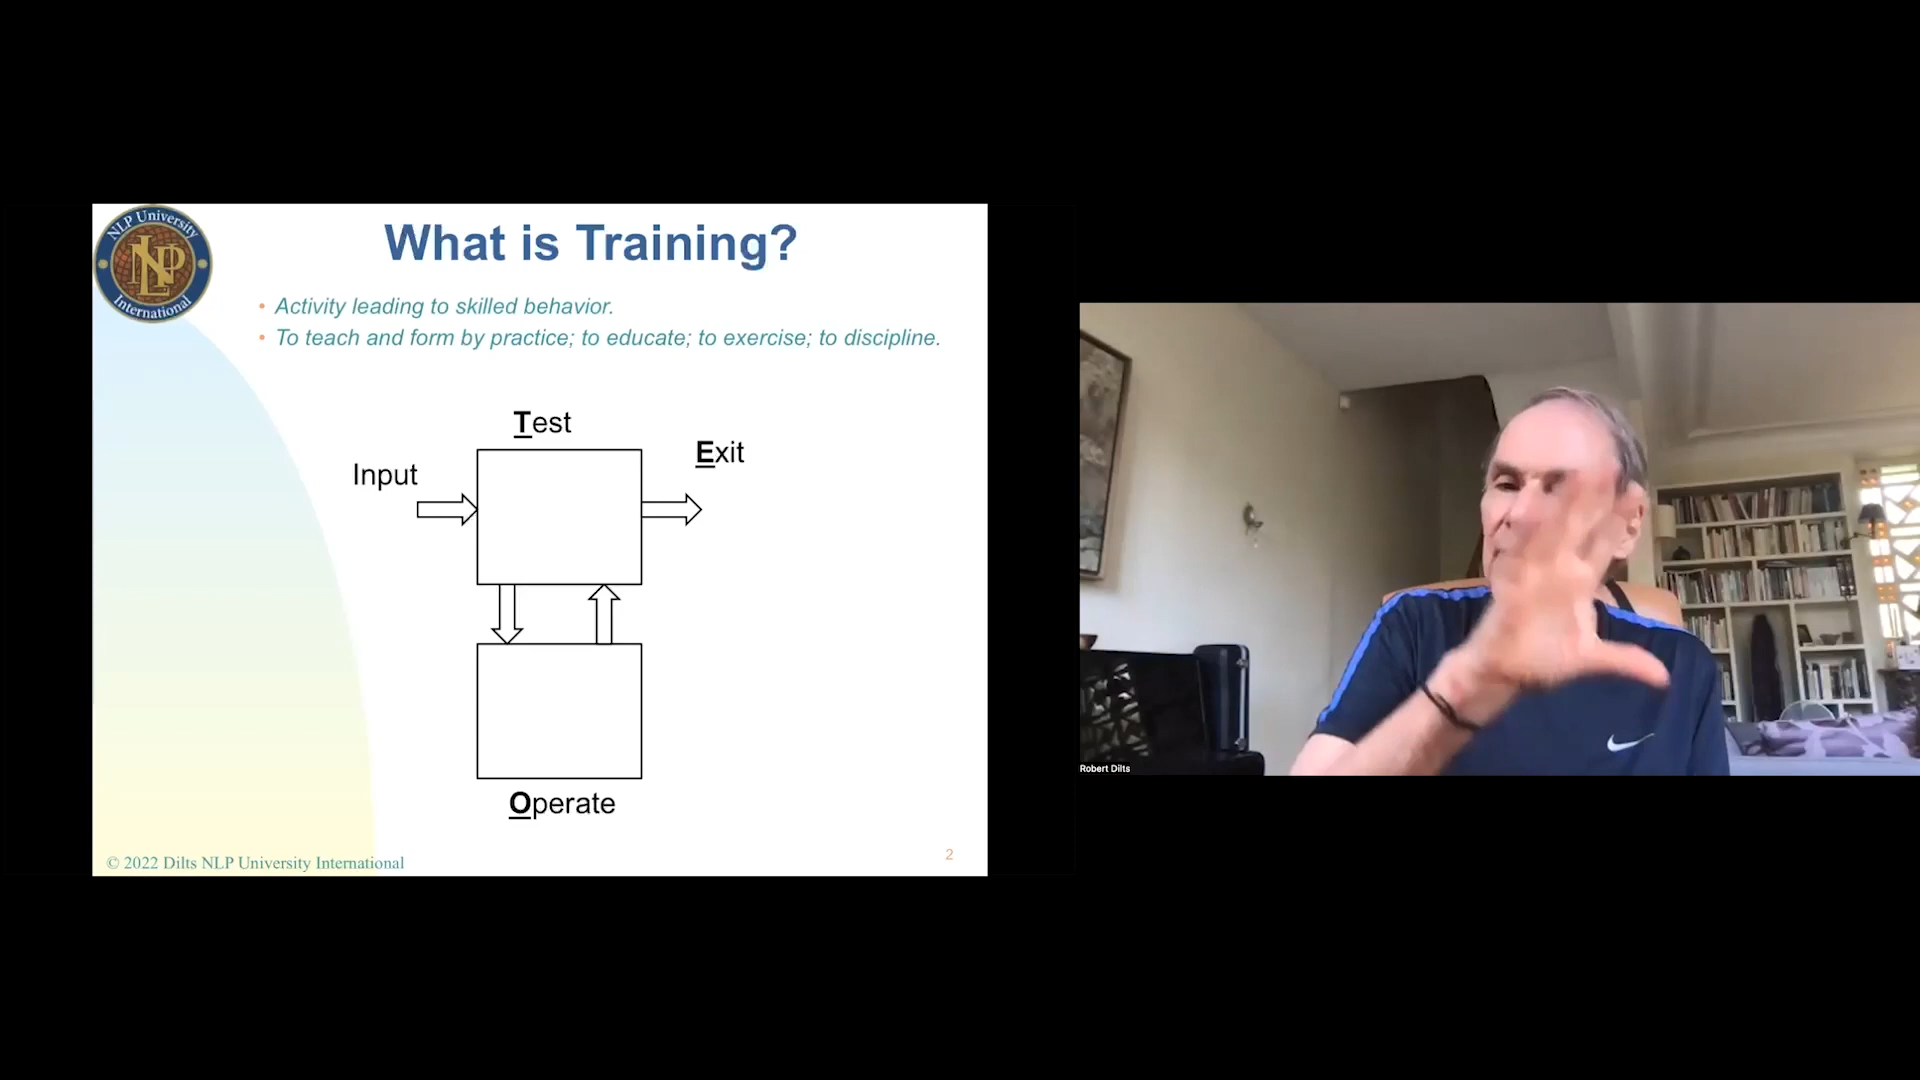 NLP University
NLP
International
What is Training?
• Activity leading to skilled behavior.
• To teach and form by practice; to educate; to exercise; to discipline.
Test
Exit
Input
Operate
© 2022 Dilts NLP University International
2
Robert Dilts